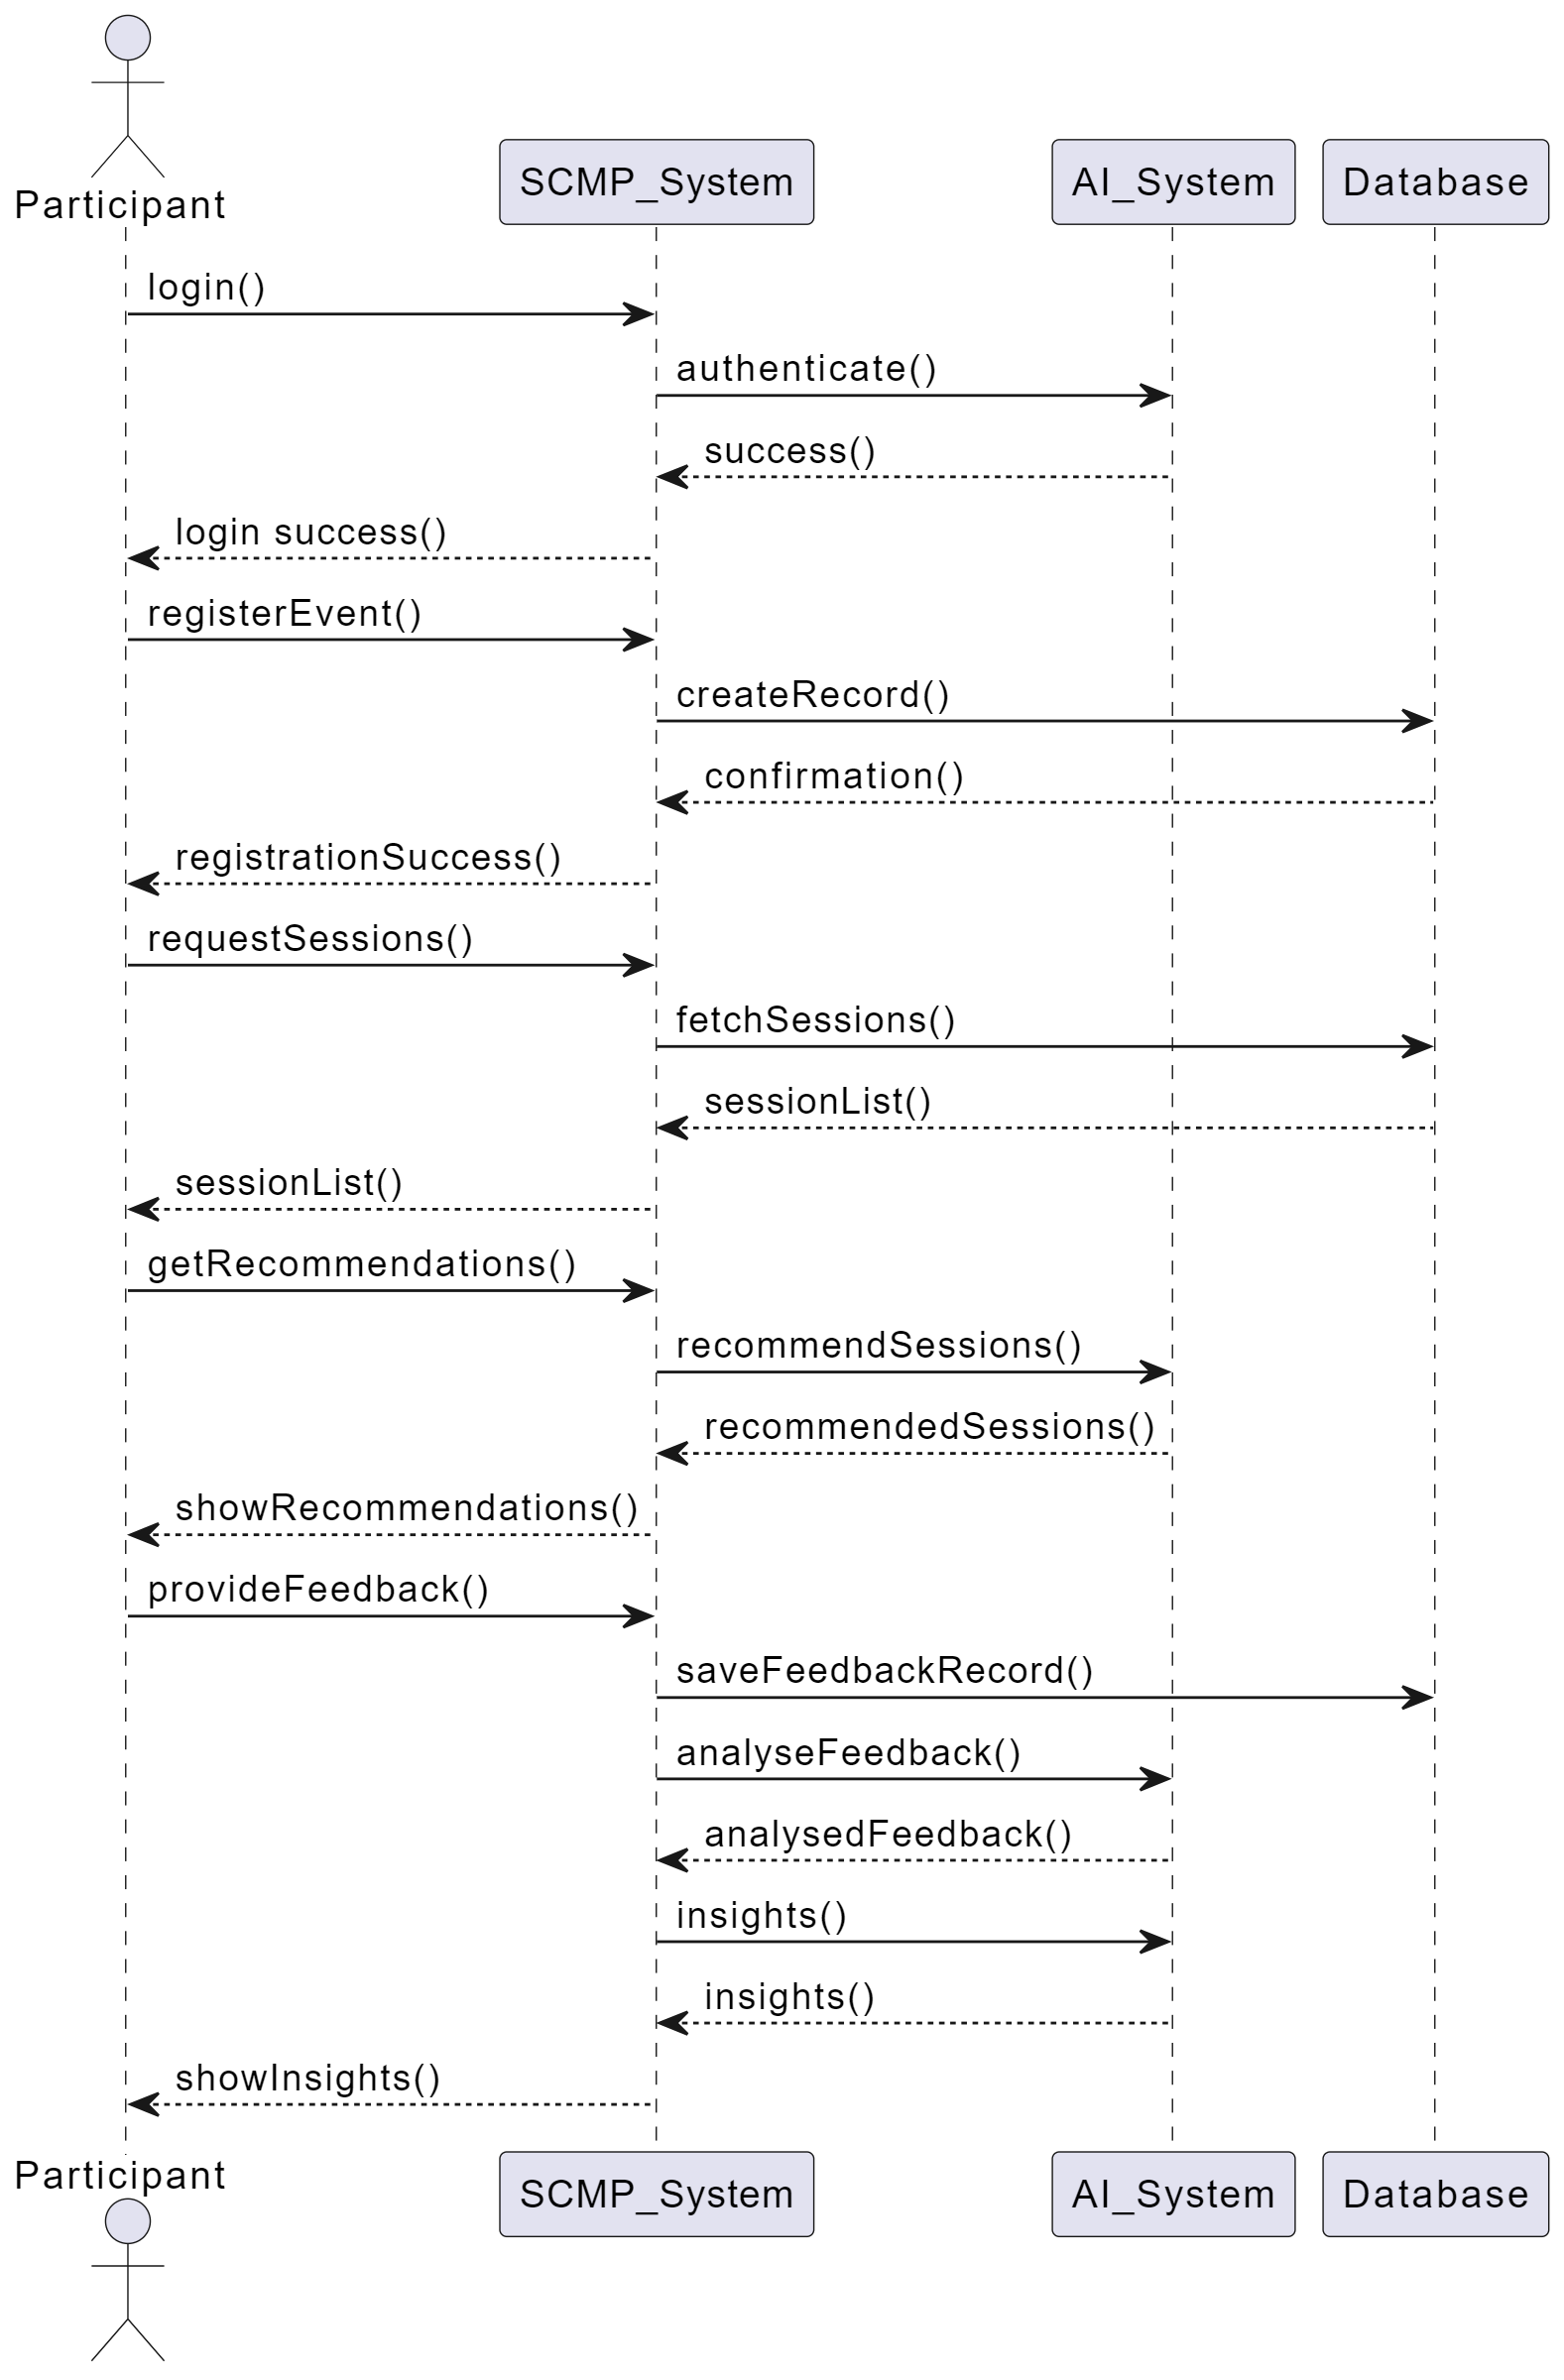 Participant
SCMP_System
AI_System
Database
login()
authenticate()
success()
login success()
registerEvent()
createRecord()
confirmation()
registrationSuccess()
requestSessions()
fetchSessions()
sessionList()
sessionList()
getRecommendations()
recommendSessions()
recommendedSessions()
showRecommendations()
provideFeedback()
saveFeedbackRecord()
analyseFeedback()
analysedFeedback()
insights()
insights()
showInsights()
Participant
SCMP_System
AI_System
Database